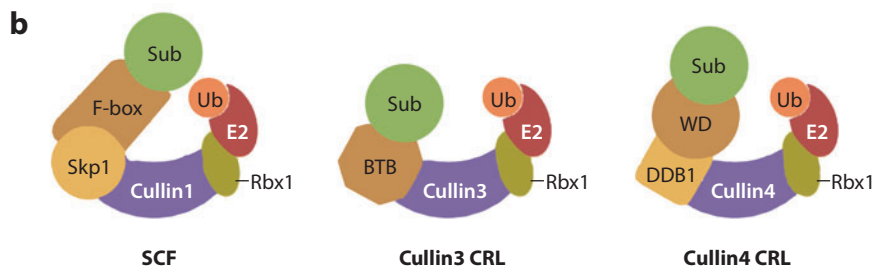 b
Sub
F-box
Skp1
Cullin1
Ub
E2
Rbx1
SCF
Sub
BTB
Cullin3
Ub
E2
Rbx1
Cullin3 CRL
Sub
WD
DDB1
Cullin4
Ub
E2
Rbx1
Cullin4 CRL